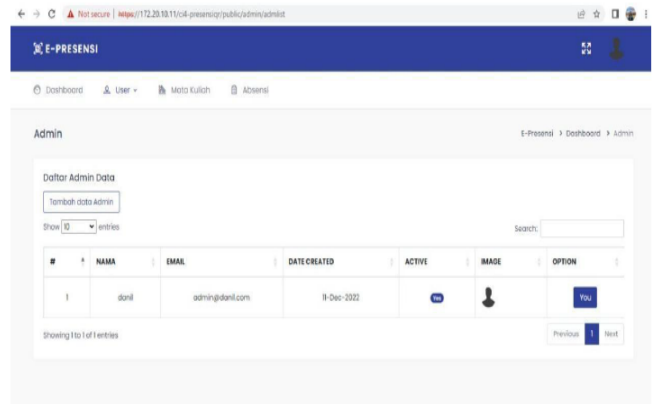 Not secure | https://172.29.10.11/ci4-presensiqr/public/admin/admlist
E-PRESENSI
Dashboard User Mata Kuliah Absensi
Admin E-Presensi > Dashboard > Admin
Daftar Admin Data
Tambah data Admin
Show 10 entries Search:
# NAMA EMAIL DATE CREATED ACTIVE IMAGE OPTION
1 danil admin@danil.com 11-Dec-2022 Yes You
Showing 1 to 1 of 1 entries Previous 1 Next